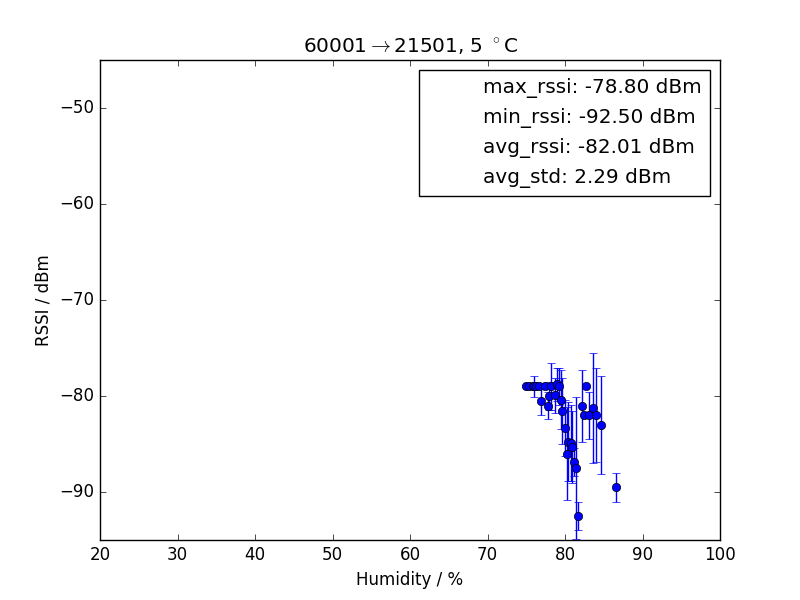 60001→21501, 5 °C
max_rssi: -78.80 dBm
min_rssi: -92.50 dBm
avg_rssi: -82.01 dBm
avg_std: 2.29 dBm
RSSI / dBm
−50
−60
−70
−80
−90
20 30 40 50 60 70 80 90 100
Humidity / %